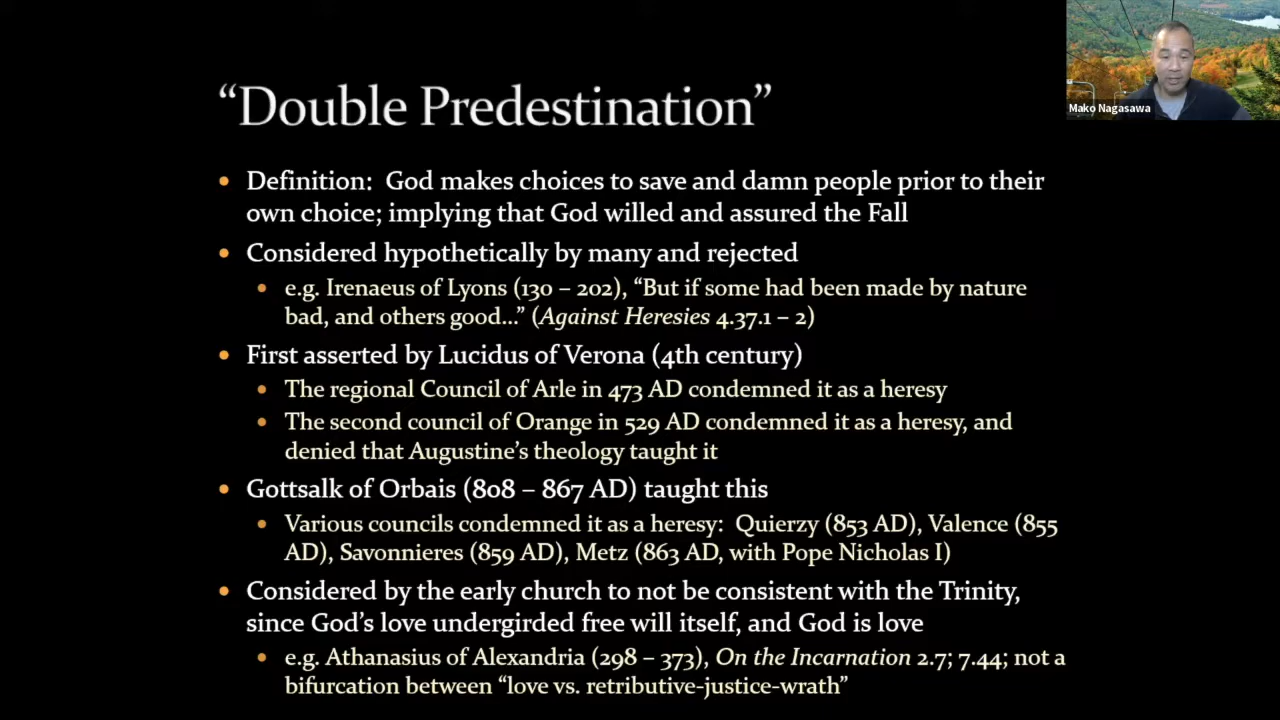 “Double Predestination”
Mako Nagasawa
• Definition: God makes choices to save and damn people prior to their
own choice; implying that God willed and assured the Fall
• Considered hypothetically by many and rejected
• e.g. Irenaeus of Lyons (130 – 202), “But if some had been made by nature
bad, and others good…” (Against Heresies 4.37.1 – 2)
• First asserted by Lucidus of Verona (4th century)
• The regional Council of Arle in 473 AD condemned it as a heresy
• The second council of Orange in 529 AD condemned it as a heresy, and
denied that Augustine’s theology taught it
• Gottsalk of Orbais (808 – 867 AD) taught this
• Various councils condemned it as a heresy: Quierzy (853 AD), Valence (855
AD), Savonnieres (859 AD), Metz (863 AD, with Pope Nicholas I)
• Considered by the early church to not be consistent with the Trinity,
since God’s love undergirded free will itself, and God is love
• e.g. Athanasius of Alexandria (298 – 373), On the Incarnation 2.7; 7.44; not a
bifurcation between “love vs. retributive-justice-wrath”